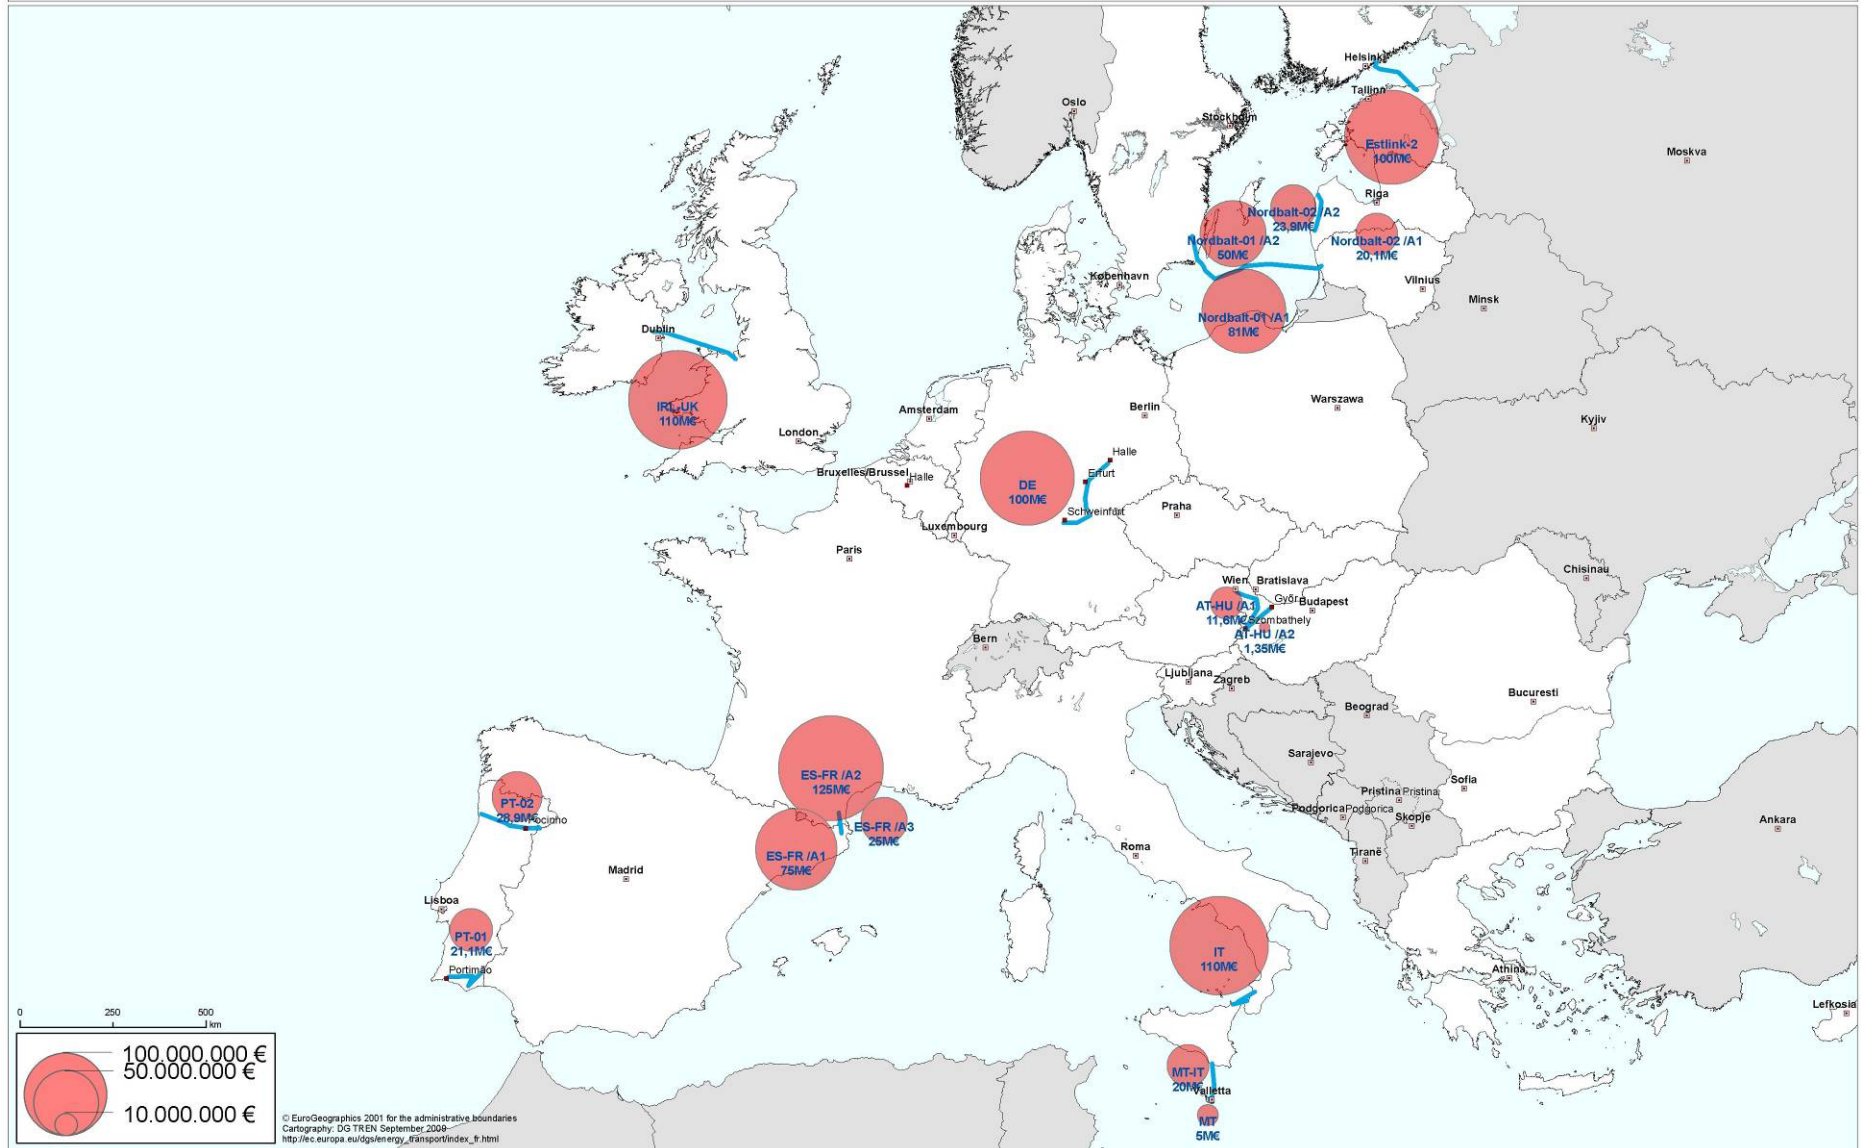 Helsinki
Tallinn
Oslo
Stockholm
Estlink-2
100M€
Moskva
Riga
Nordbalt-02 /A2
23,9M€
Nordbalt-01 /A2
50M€
Nordbalt-02 /A1
20,1M€
København
Vilnius
Minsk
Nordbalt-01 /A1
81M€
Dublin
IRL-UK
110M€
Amsterdam
Berlin
Warszawa
Kyjiv
London
Halle
Bruxelles/Brussel
Halle
Erfurt
DE
100M€
Schweinfurt
Praha
Luxembourg
Paris
Chisinau
Wien
Bratislava
Györ
Budapest
AT-HU /A1
11,6M€
Szombathely
AT-HU /A2
1,35M€
Bern
Ljubljana
Zagreb
Bucuresti
Beograd
Sarajevo
Sofia
ES-FR /A2
125M€
Pristina
Pristina
Podgorica
Podgorica
Skopje
Ankara
PT-02
28,9M€
Pocinho
ES-FR /A3
25M€
ES-FR /A1
75M€
Roma
Tiranë
Madrid
Lisboa
PT-01
21,1M€
Portimão
IT
110M€
Athina
Lefkosia
0 250 500
km
MT-IT
20M€
Valletta
MT
5M€
100.000.000 €
50.000.000 €
10.000.000 €
© EuroGeographics 2001 for the administrative boundaries
Cartography: DG TREN September 2009
http://ec.europa.eu/dgs/energy_transport/index_fr.html